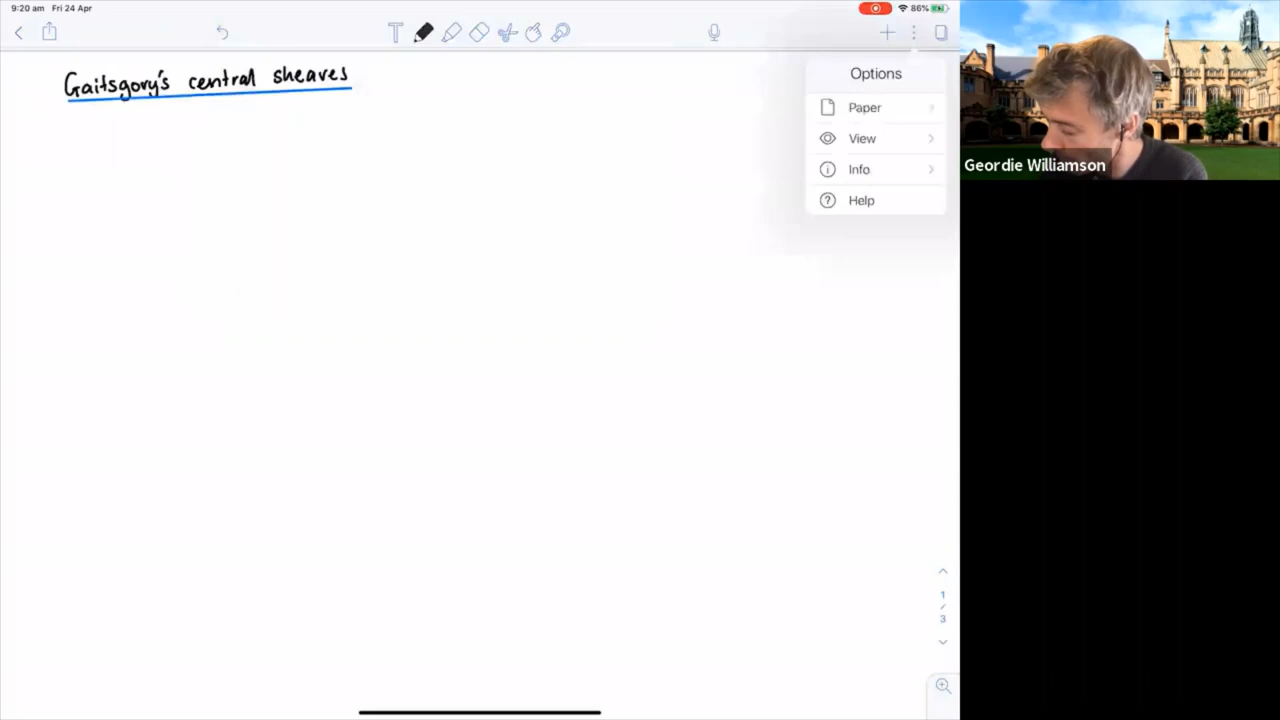 9:20 am Fri 24 Apr
86%
Gaitsgory's central sheaves
Options
Paper
View
Info
Help
Geordie Williamson
1
/
3